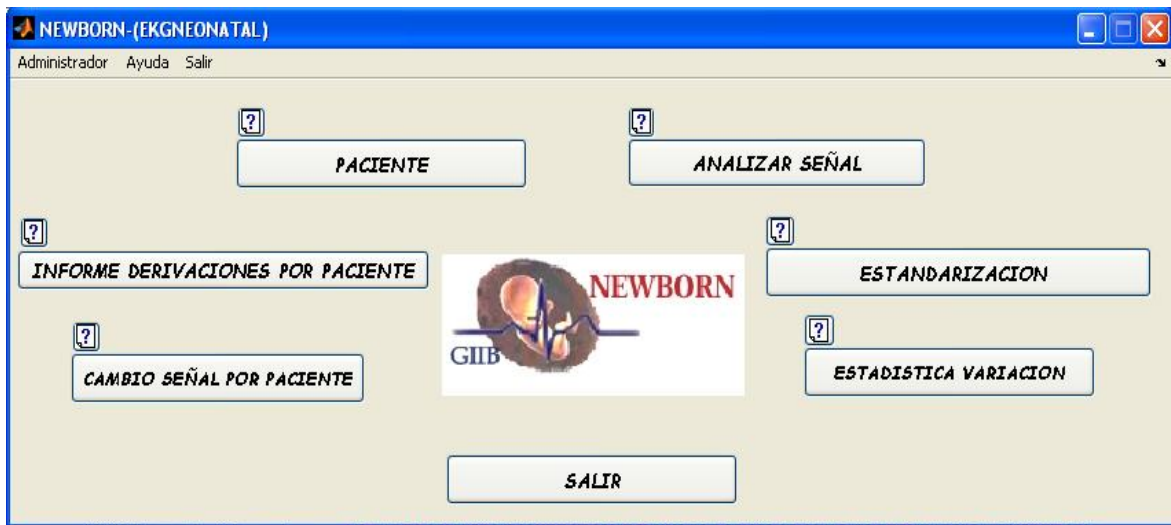 NEWBORN-(EKGNEONATAL)
Administrador Ayuda Salir
?
?
PACIENTE
ANALIZAR SEÑAL
?
?
INFORME DERIVACIONES POR PACIENTE
ESTANDARIZACION
NEWBORN
GIIB
?
?
CAMBIO SEÑAL POR PACIENTE
ESTADISTICA VARIACION
SALIR